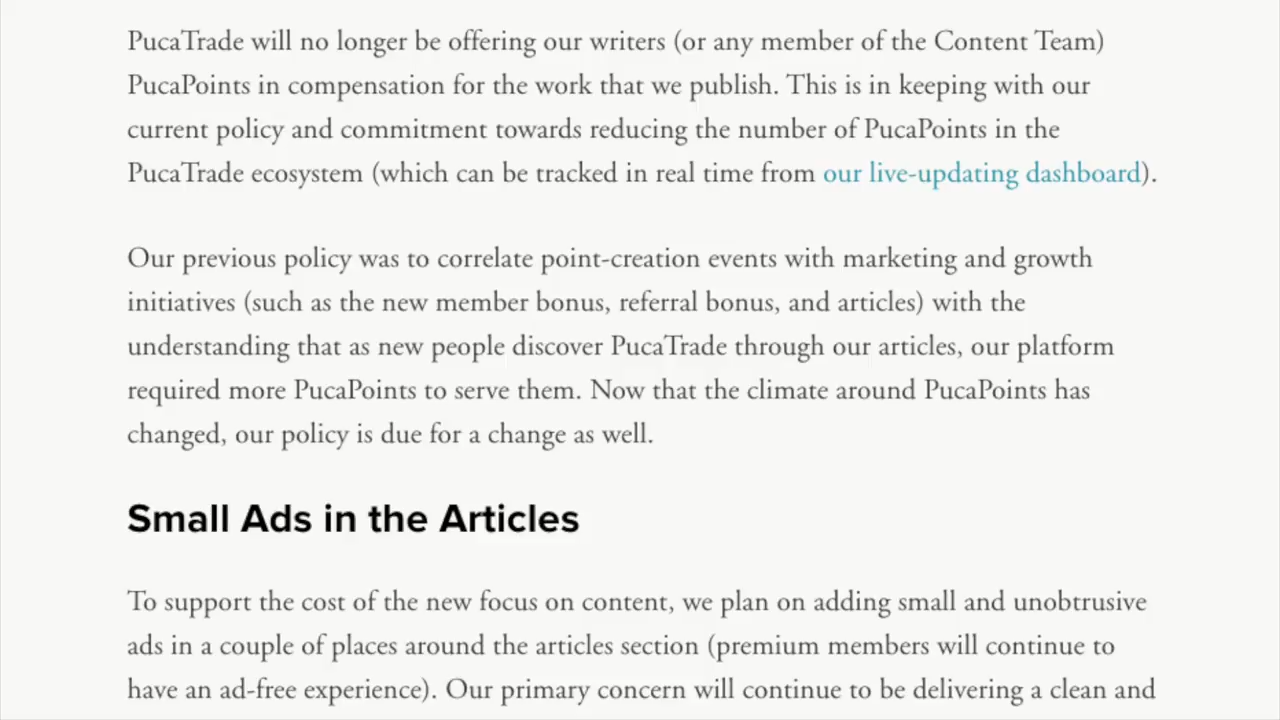 PucaTrade will no longer be offering our writers (or any member of the Content Team)
PucaPoints in compensation for the work that we publish. This is in keeping with our
current policy and commitment towards reducing the number of PucaPoints in the
PucaTrade ecosystem (which can be tracked in real time from our live-updating dashboard).
Our previous policy was to correlate point-creation events with marketing and growth
initiatives (such as the new member bonus, referral bonus, and articles) with the
understanding that as new people discover PucaTrade through our articles, our platform
required more PucaPoints to serve them. Now that the climate around PucaPoints has
changed, our policy is due for a change as well.
Small Ads in the Articles
To support the cost of the new focus on content, we plan on adding small and unobtrusive
ads in a couple of places around the articles section (premium members will continue to
have an ad-free experience). Our primary concern will continue to be delivering a clean and